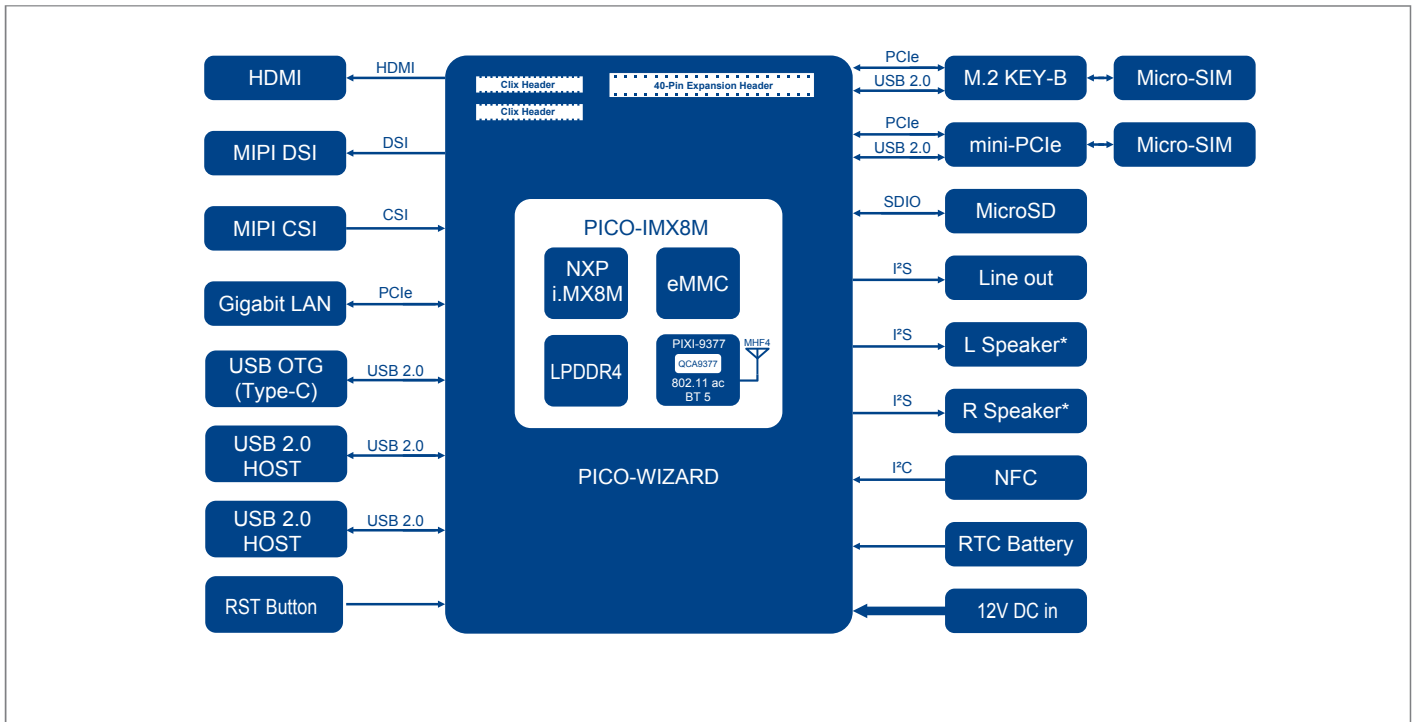 HDMI
HDMI
MIPI DSI
DSI
MIPI CSI
CSI
Gigabit LAN
PCIe
USB OTG
(Type-C)
USB 2.0
USB 2.0
HOST
USB 2.0
USB 2.0
HOST
USB 2.0
RST Button
Clix Header
Clix Header
40-Pin Expansion Header
PICO-IMX8M
NXP
i.MX8M
eMMC
LPDDR4
PIXI-9377
QCA9377
802.11 ac
BT 5
MHF4
PICO-WIZARD
PCIe
USB 2.0
M.2 KEY-B
Micro-SIM
PCIe
USB 2.0
mini-PCIe
Micro-SIM
SDIO
MicroSD
I²S
Line out
I²S
L Speaker*
I²S
R Speaker*
I²C
NFC
RTC Battery
12V DC in